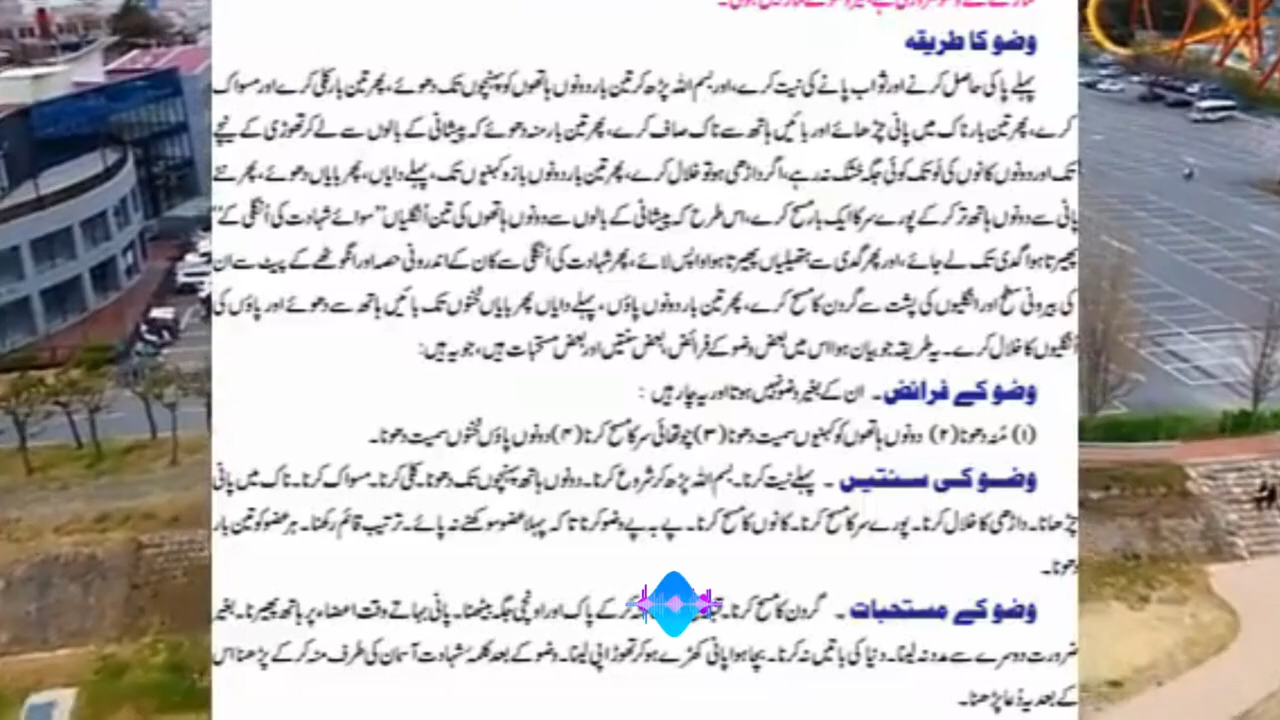 وضو کا طریقہ
پہلے پاکی حاصل کرنے اور ثواب پانے کی نیت کرے، اور بسم اللہ پڑھ کر تین بار دونوں ہاتھوں کو پہنچوں تک دھوئے، پھر تین بار کلی کرے اور مسواک
کرے، پھر تین بار ناک میں پانی چڑھائے اور بائیں ہاتھ سے ناک صاف کرے، پھر تین بار منہ دھوئے کہ پیشانی کے بالوں سے لے کر تھوڑی کے نیچے
تک اور دونوں کانوں کی لَو تک کوئی جگہ خشک نہ رہے، اگر داڑھی ہو تو خلال کرے، پھر تین بار دونوں بازو کہنیوں تک، پہلے دایاں، پھر بایاں دھوئے، پھر نئے
پانی سے دونوں ہاتھ تر کر کے پورے سر کا ایک بار مسح کرے، اس طرح کہ پیشانی کے بالوں سے دونوں ہاتھوں کی تین اُنگلیاں "سوائے شہادت کی اُنگلی کے"
پھیرتا ہوا گدی تک لے جائے، اور پھر گدی سے ہتھیلیاں پھیرتا ہوا واپس لائے، پھر شہادت کی اُنگلی سے کان کے اندرونی حصہ اور انگوٹھے کے پیٹ سے ان
کی بیرونی سطح اور انگلیوں کی پشت سے گردن کا مسح کرے، پھر تین بار دونوں پاؤں، پہلے دایاں پھر بایاں ٹخنوں تک بائیں ہاتھ سے دھوئے اور پاؤں کی
اُنگلیوں کا خلال کرے۔ یہ طریقہ جو بیان ہوا اس میں بعض وضو کے فرائض، بعض سنتیں اور بعض مستحبات ہیں، جو یہ ہیں:
وضو کے فرائض۔ ان کے بغیر وضو نہیں ہوتا اور یہ چار ہیں :
(۱) مُنہ دھونا (۲) دونوں ہاتھوں کو کہنیوں سمیت دھونا (۳) چوتھائی سر کا مسح کرنا (۴) دونوں پاؤں ٹخنوں سمیت دھونا۔
وضو کی سنتیں ۔ پہلے نیت کرنا۔ بسم اللہ پڑھ کر شروع کرنا۔ دونوں ہاتھ پہنچوں تک دھونا۔ کلی کرنا۔ مسواک کرنا۔ ناک میں پانی
چڑھانا۔ داڑھی کا خلال کرنا۔ پورے سر کا مسح کرنا۔ کانوں کا مسح کرنا۔ پے بہ پے وضو کرنا تا کہ پہلا عضو سوکھنے نہ پائے۔ ترتیب قائم رکھنا۔ ہر عضو کو تین بار
دھونا۔
وضو کے مستحبات ۔ گردن کا مسح کرنا۔ کر کے پاک اور اونچی جگہ بیٹھنا۔ پانی بہاتے وقت اعضاء پر ہاتھ پھیرنا۔ بغیر
ضرورت دوسرے سے مدد نہ لینا۔ دنیا کی باتیں نہ کرنا۔ بچا ہوا پانی کھڑے ہو کر تھوڑا پی لینا۔ وضو کے بعد کلمہ شہادت آسمان کی طرف منہ کر کے پڑھنا اس
کے بعد یہ دُعا پڑھنا۔